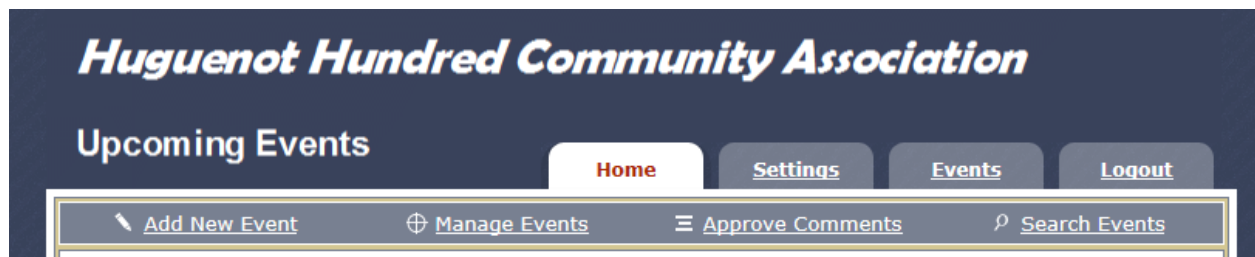 Huguenot Hundred Community Association
Upcoming Events
Home Settings Events Logout
Add New Event Manage Events Approve Comments Search Events